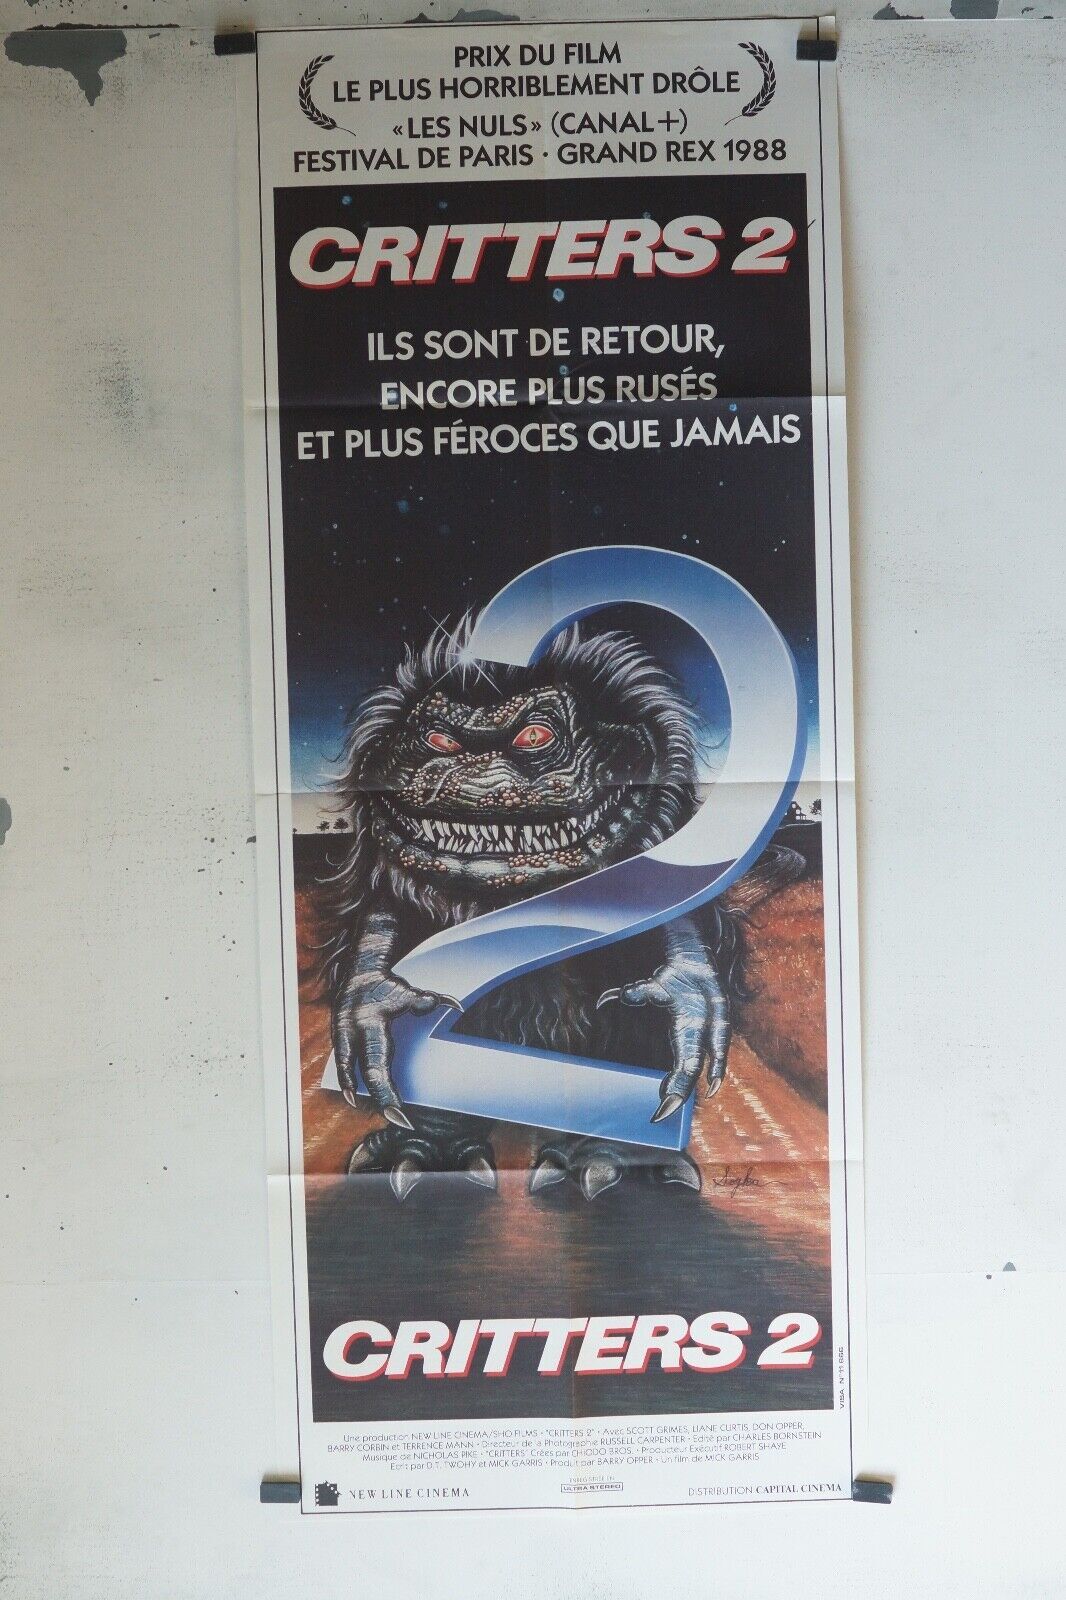 PRIX DU FILM
LE PLUS HORRIBLEMENT DRÔLE
«LES NULS» (CANAL+)
FESTIVAL DE PARIS · GRAND REX 1988
CRITTERS 2
ILS SONT DE RETOUR,
ENCORE PLUS RUSÉS
ET PLUS FÉROCES QUE JAMAIS
2
CRITTERS 2
Une production NEW LINE CINEMA/SHO FILMS · "CRITTERS 2" · Avec SCOTT GRIMES, LIANE CURTIS, DON OPPER,
BARRY CORBIN et TERRENCE MANN · Directeur de la Photographie RUSSELL CARPENTER · Edité par CHARLES BORNSTEIN
Musique de NICHOLAS PIKE · "CRITTERS" Créés par CHIODO BROS. · Producteur Exécutif ROBERT SHAYE
Ecrit par D.T. TWOHY et MICK GARRIS · Produit par BARRY OPPER · Un film de MICK GARRIS
NEW LINE CINEMA
ENREGISTRÉ EN
ULTRA STEREO
DISTRIBUTION CAPITAL CINEMA